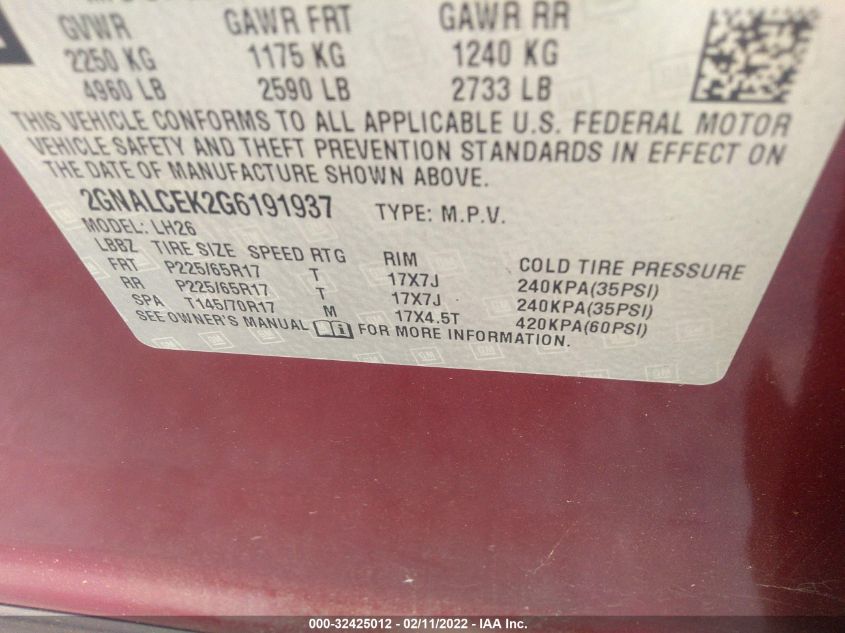 GVWR GAWR FRT GAWR RR
2250 KG 1175 KG 1240 KG
4960 LB 2590 LB 2733 LB
THIS VEHICLE CONFORMS TO ALL APPLICABLE U.S. FEDERAL MOTOR
VEHICLE SAFETY AND THEFT PREVENTION STANDARDS IN EFFECT ON
THE DATE OF MANUFACTURE SHOWN ABOVE.
2GNALCEK2G6191937 TYPE: M.P.V.
MODEL: LH26
LBBZ TIRE SIZE SPEED RTG RIM COLD TIRE PRESSURE
FRT P225/65R17 T 17X7J 240KPA(35PSI)
RR P225/65R17 T 17X7J 240KPA(35PSI)
SPA T145/70R17 M 17X4.5T 420KPA(60PSI)
SEE OWNER'S MANUAL FOR MORE INFORMATION.
000-32425012 - 02/11/2022 - IAA Inc.